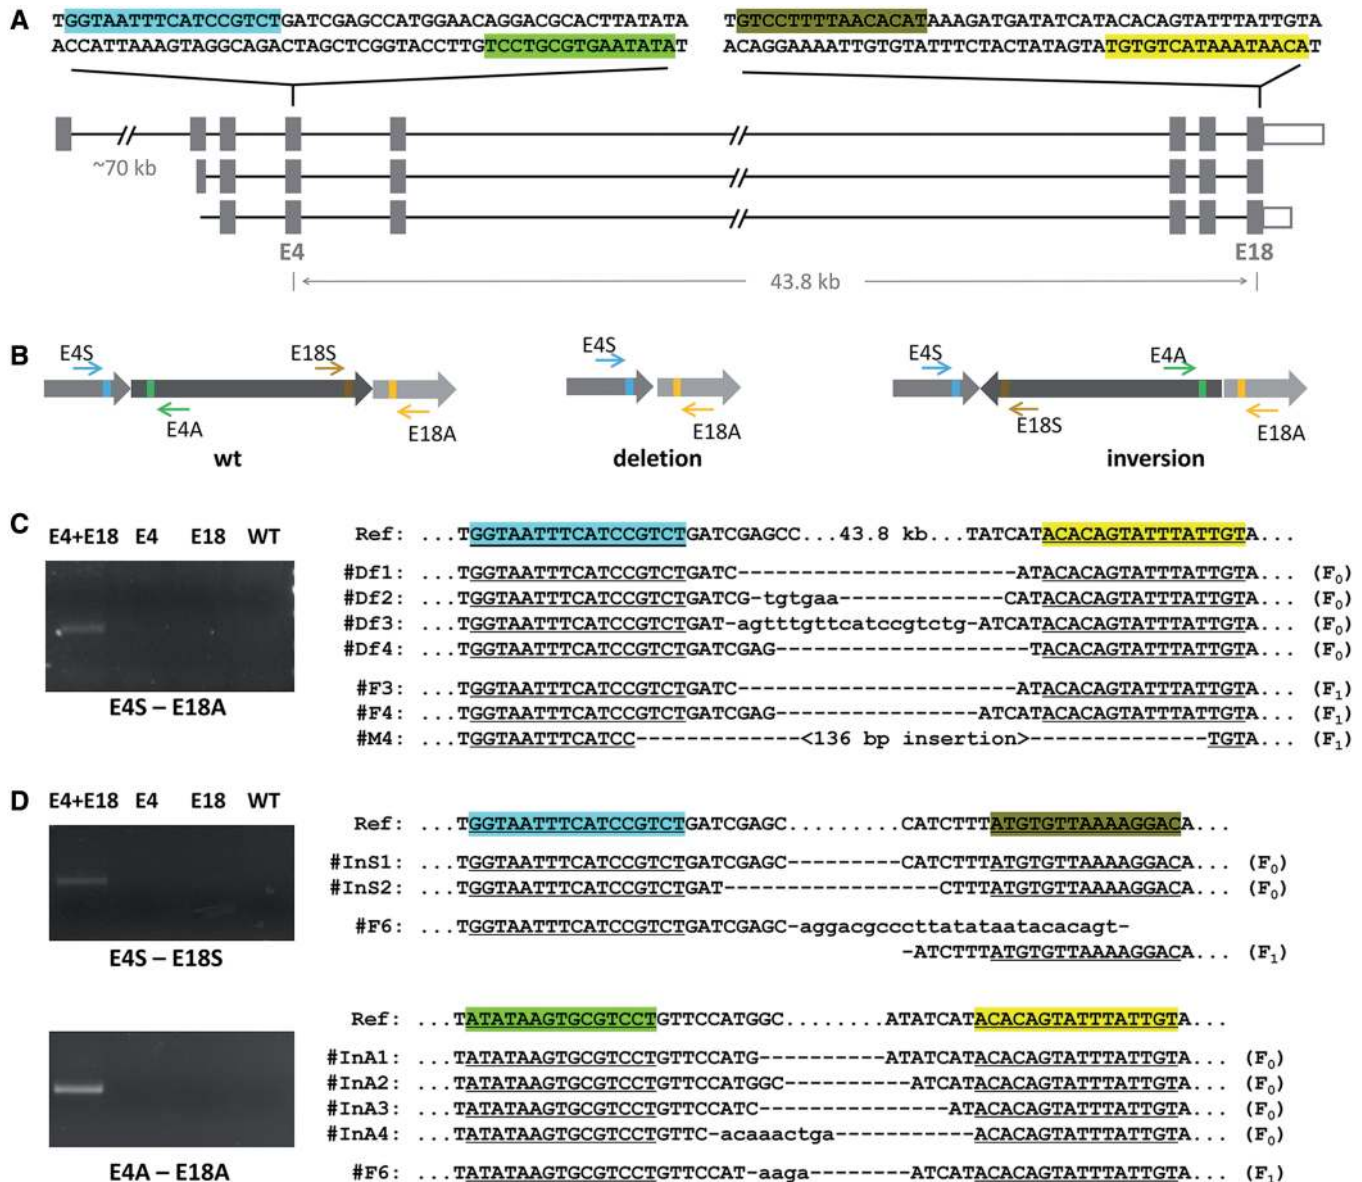 A
TGGTAATTTCATCCGTCTGATCGAGCCATGGAACAGGACGCACTTATATA TGTCCTTTTAACACATAAAGATGATATCATACACAGTATTTATTGTA
ACCATTAAAGTAGGCAGACTAGCTCGGTACCTTGTCCTGCGTGAATATAT ACAGGAAAATTGTGTATTTCTACTATAGTATGTGTCATAAATAACAT
~70 kb
E4 E18
43.8 kb
B
E4S E18S E4S E4S E4A
E4A E18A E18A E18S E18A
wt deletion inversion
C
E4+E18 E4 E18 WT
E4S – E18A
Ref: ...TGGTAATTTCATCCGTCTGATCGAGCC...43.8 kb...TATCATACACAGTATTTATTGTA...
#Df1: ...TGGTAATTTCATCCGTCTGATC----------------------ATACACAGTATTTATTGTA... (F0)
#Df2: ...TGGTAATTTCATCCGTCTGATCG-tgtgaa-------------CATACACAGTATTTATTGTA... (F0)
#Df3: ...TGGTAATTTCATCCGTCTGAT-agtttgttcatccgtctg-ATCATACACAGTATTTATTGTA... (F0)
#Df4: ...TGGTAATTTCATCCGTCTGATCGAG--------------------TACACAGTATTTATTGTA... (F0)
#F3: ...TGGTAATTTCATCCGTCTGATC----------------------ATACACAGTATTTATTGTA... (F1)
#F4: ...TGGTAATTTCATCCGTCTGATCGAG----------------ATCATACACAGTATTTATTGTA... (F1)
#M4: ...TGGTAATTTCATCC-------------<136 bp insertion>--------------TGTA... (F1)
D
E4+E18 E4 E18 WT
E4S – E18S
Ref: ...TGGTAATTTCATCCGTCTGATCGAGC.........CATCTTTATGTGTTAAAAGGACA...
#InS1: ...TGGTAATTTCATCCGTCTGATCGAGC---------CATCTTTATGTGTTAAAAGGACA... (F0)
#InS2: ...TGGTAATTTCATCCGTCTGAT-----------------CTTTATGTGTTAAAAGGACA... (F0)
#F6: ...TGGTAATTTCATCCGTCTGATCGAGC-aggacgcccttatataatacacagt-
-ATCTTTATGTGTTAAAAGGACA... (F1)
E4A – E18A
Ref: ...TATATAAGTGCGTCCTGTTCCATGGC........ATATCATACACAGTATTTATTGTA...
#InA1: ...TATATAAGTGCGTCCTGTTCCATG----------ATATCATACACAGTATTTATTGTA... (F0)
#InA2: ...TATATAAGTGCGTCCTGTTCCATGGC----------ATCATACACAGTATTTATTGTA... (F0)
#InA3: ...TATATAAGTGCGTCCTGTTCCATC---------------ATACACAGTATTTATTGTA... (F0)
#InA4: ...TATATAAGTGCGTCCTGTTC-acaaactga-----------ACACAGTATTTATTGTA... (F0)
#F6: ...TATATAAGTGCGTCCTGTTCCAT-aaga--------ATCATACACAGTATTTATTGTA... (F1)